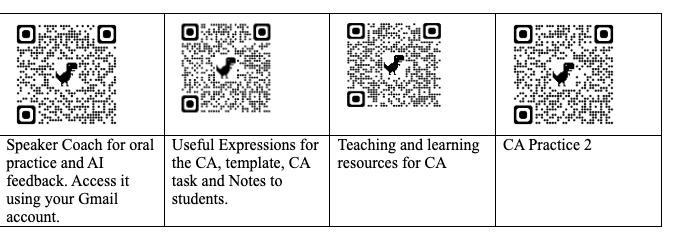 Speaker Coach for oral
practice and AI
feedback. Access it
using your Gmail
account.
Useful Expressions for
the CA, template, CA
task and Notes to
students.
Teaching and learning
resources for CA
CA Practice 2